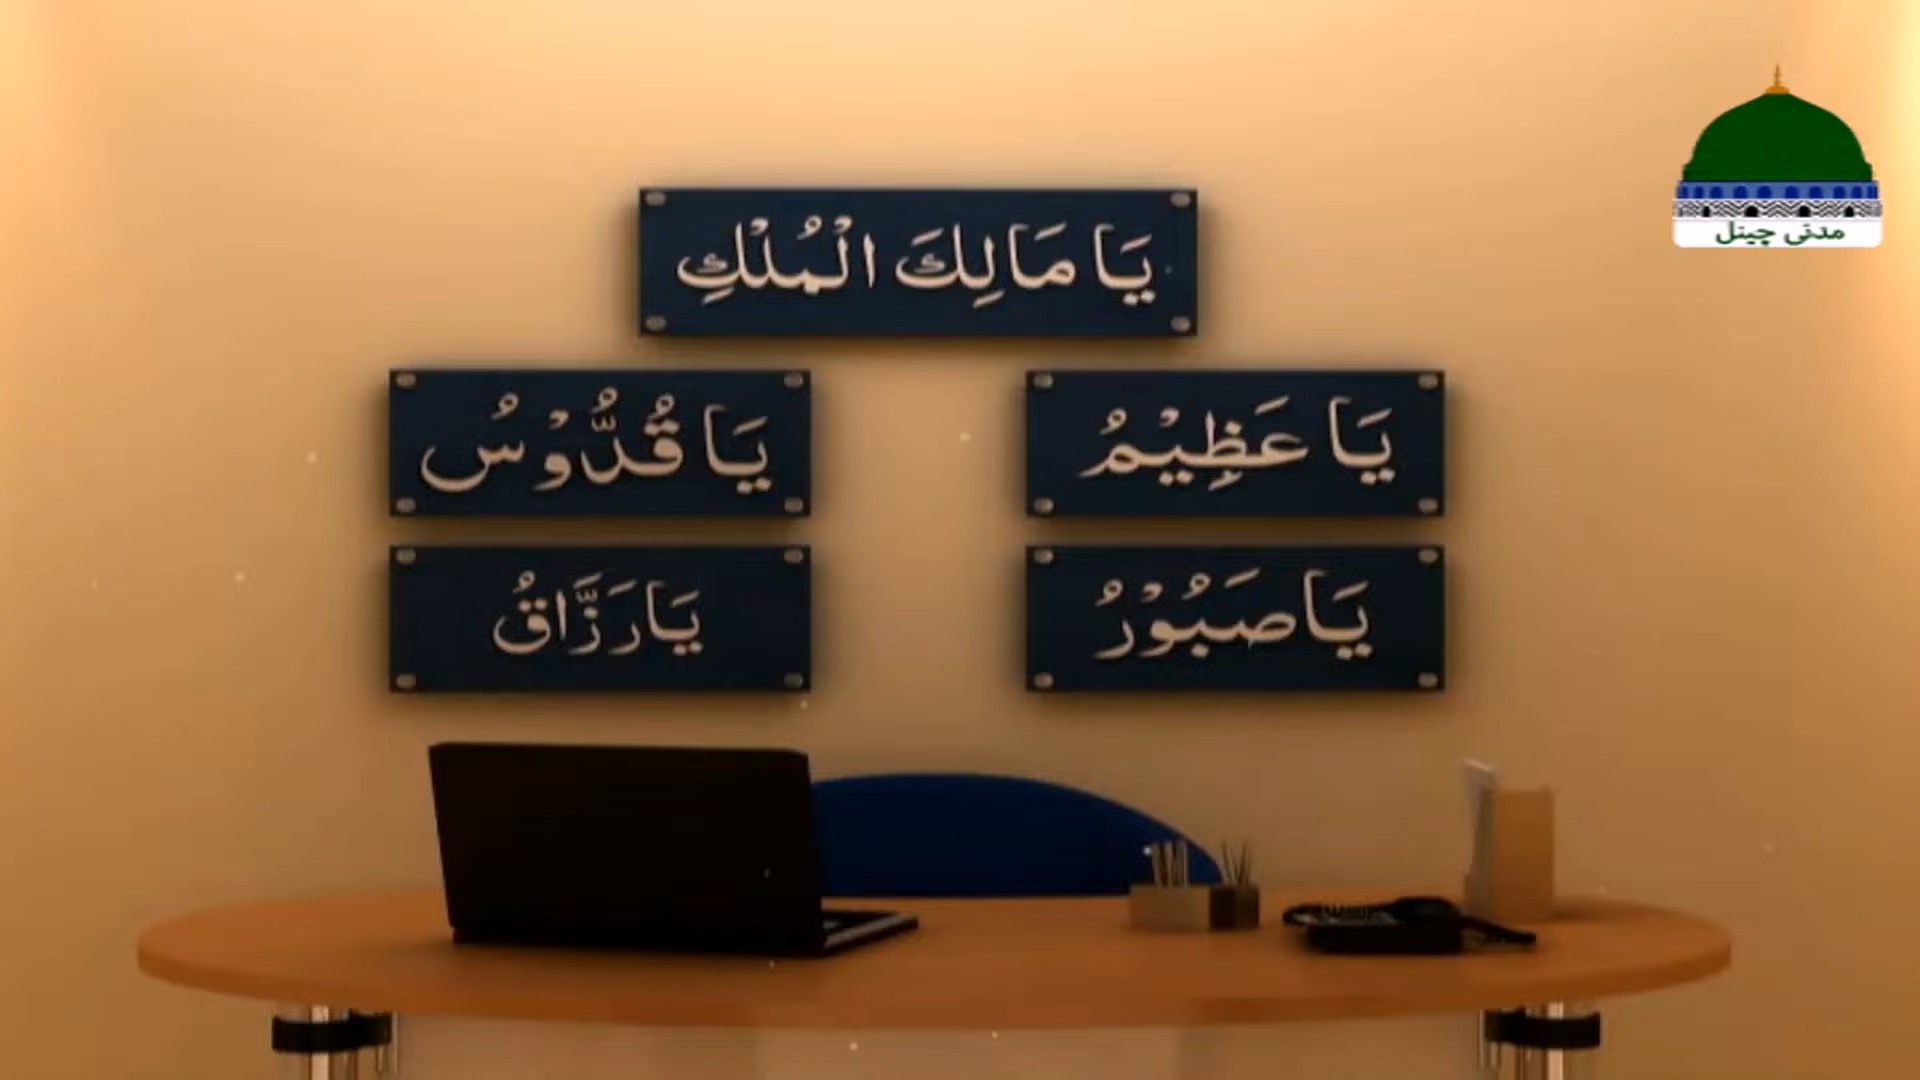 يَا مَالِكَ الْمُلْكِ
يَا عَظِيْمُ
يَا قُدُّوْسُ
يَا صَبُوْرُ
يَا رَزَّاقُ
مدنی چینل